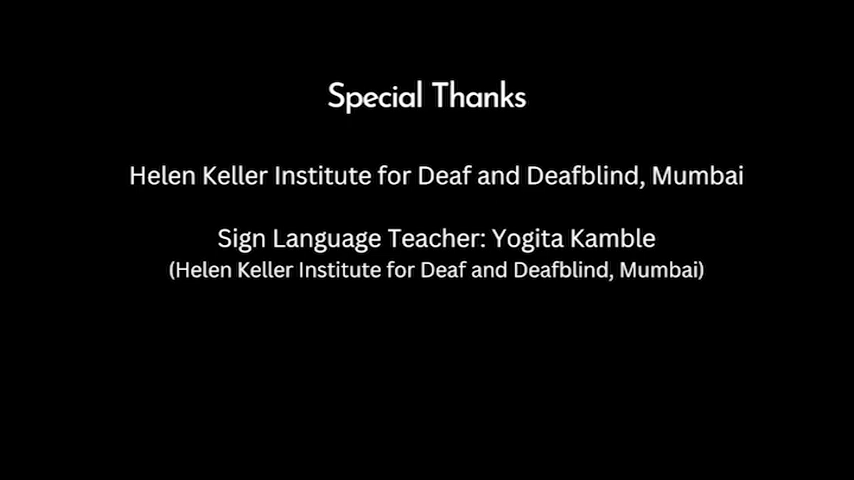 Special Thanks
Helen Keller Institute for Deaf and Deafblind, Mumbai
Sign Language Teacher: Yogita Kamble
(Helen Keller Institute for Deaf and Deafblind, Mumbai)